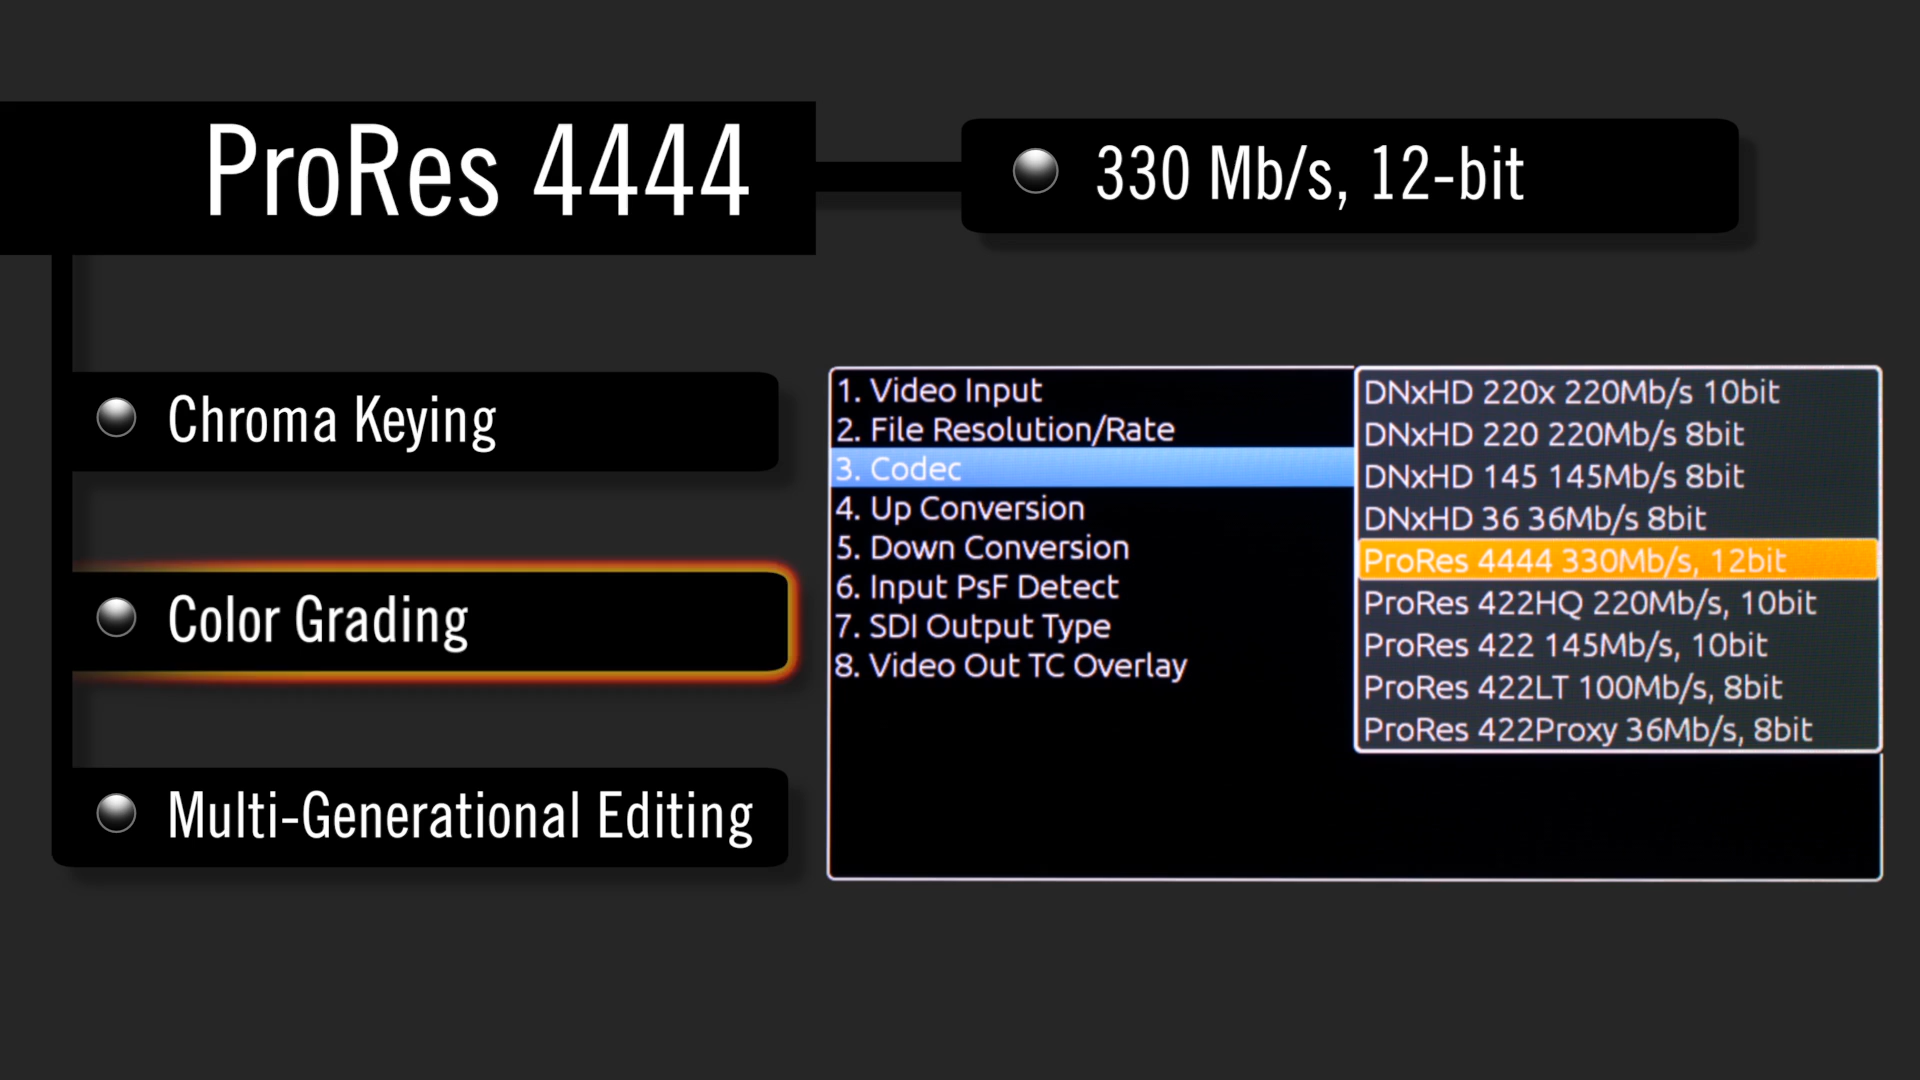 ProRes 4444
330 Mb/s, 12-bit
Chroma Keying
Color Grading
Multi-Generational Editing
1. Video Input
2. File Resolution/Rate
3. Codec
4. Up Conversion
5. Down Conversion
6. Input PsF Detect
7. SDI Output Type
8. Video Out TC Overlay
DNxHD 220x 220Mb/s 10bit
DNxHD 220 220Mb/s 8bit
DNxHD 145 145Mb/s 8bit
DNxHD 36 36Mb/s 8bit
ProRes 4444 330Mb/s, 12bit
ProRes 422HQ 220Mb/s, 10bit
ProRes 422 145Mb/s, 10bit
ProRes 422LT 100Mb/s, 8bit
ProRes 422Proxy 36Mb/s, 8bit